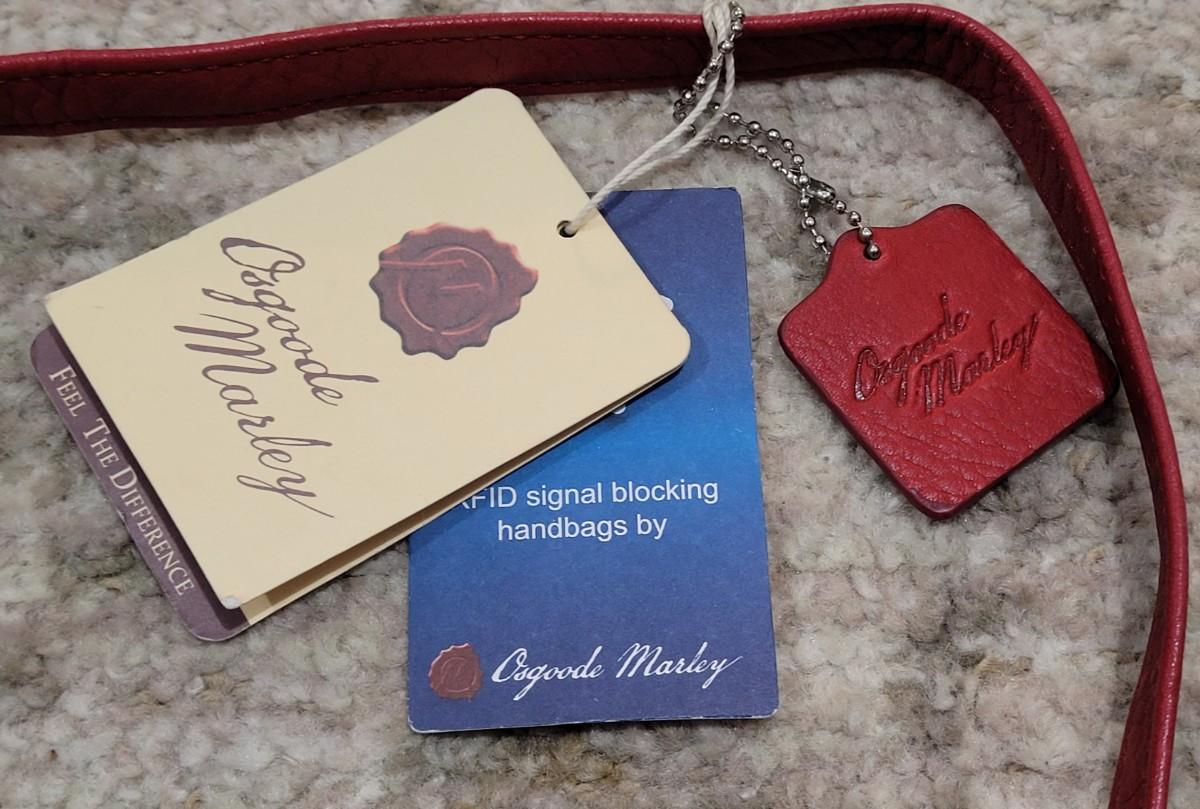 Osgoode
Marley
FEEL THE DIFFERENCE
RFID signal blocking
handbags by
Osgoode Marley
Osgoode
Marley